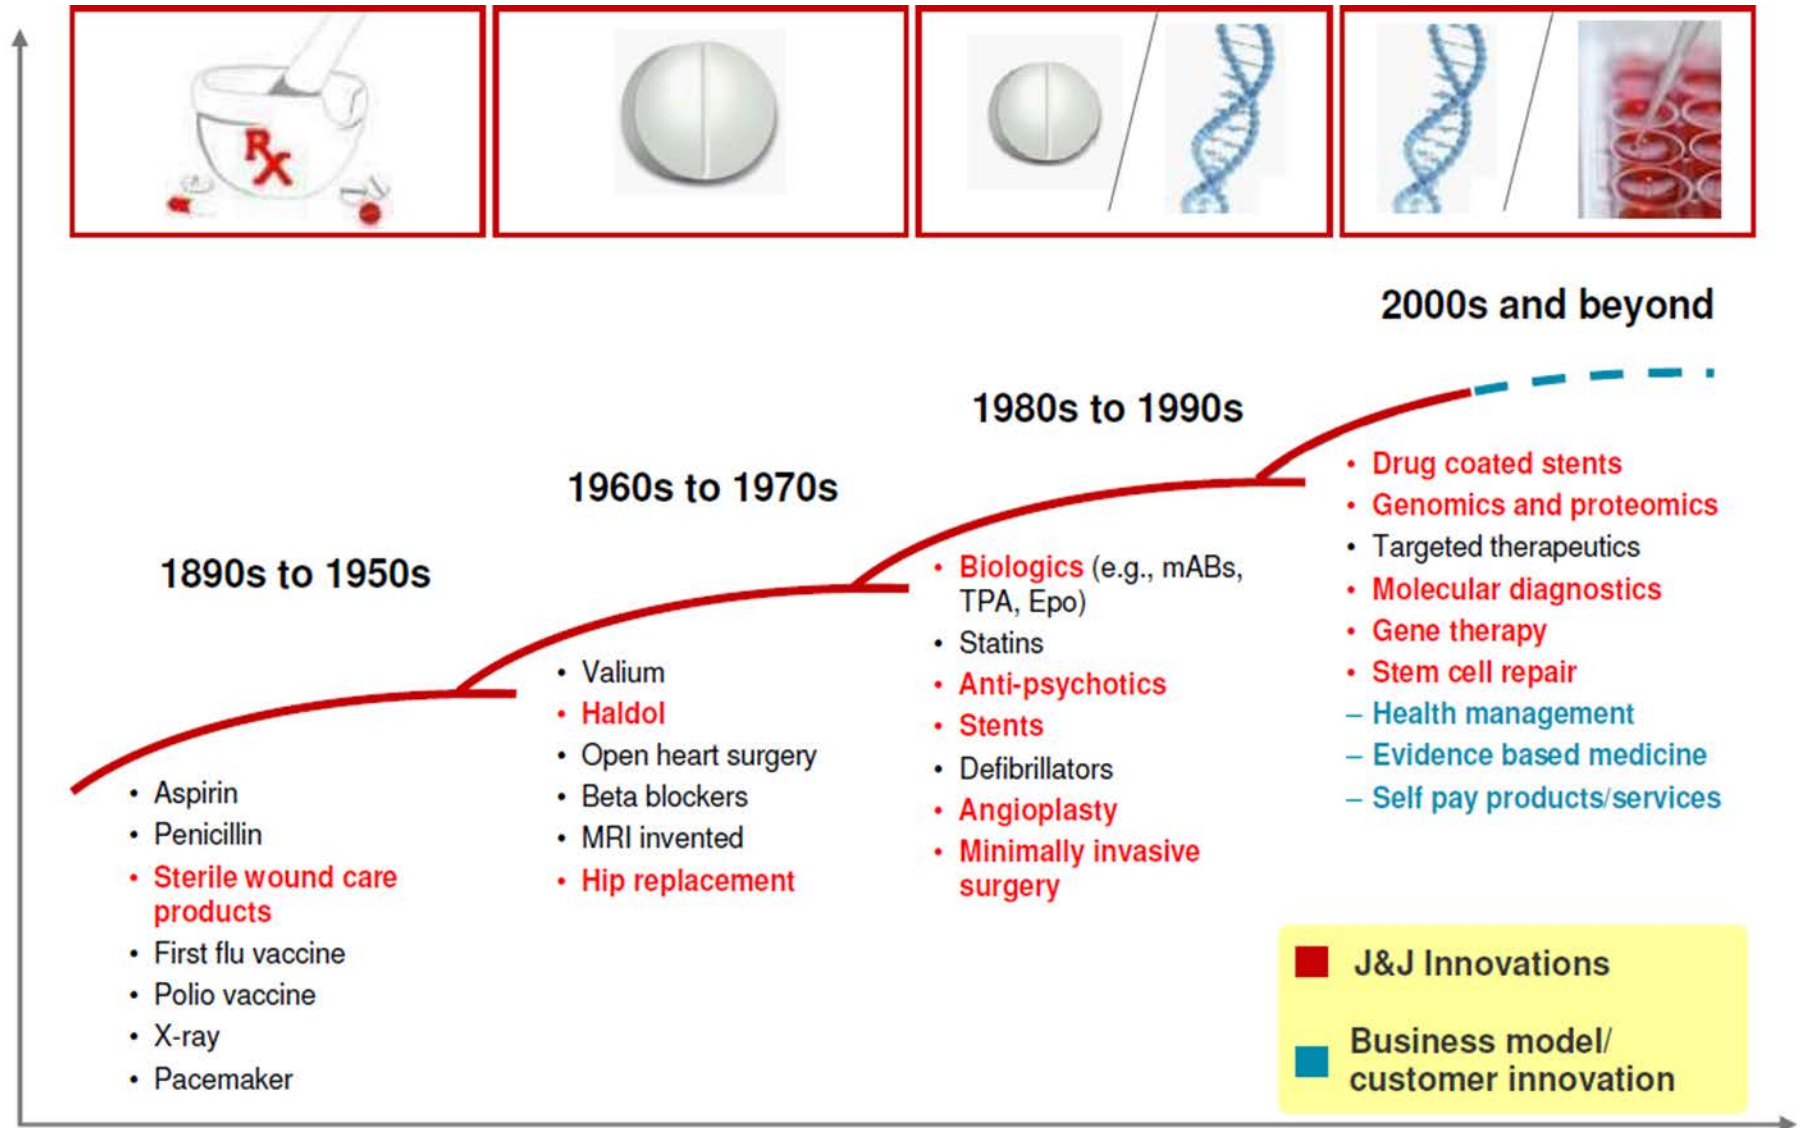 Rx
1890s to 1950s
• Aspirin
• Penicillin
• Sterile wound care
products
• First flu vaccine
• Polio vaccine
• X-ray
• Pacemaker
1960s to 1970s
• Valium
• Haldol
• Open heart surgery
• Beta blockers
• MRI invented
• Hip replacement
1980s to 1990s
• Biologics (e.g., mABs,
TPA, Epo)
• Statins
• Anti-psychotics
• Stents
• Defibrillators
• Angioplasty
• Minimally invasive
surgery
2000s and beyond
• Drug coated stents
• Genomics and proteomics
• Targeted therapeutics
• Molecular diagnostics
• Gene therapy
• Stem cell repair
– Health management
– Evidence based medicine
– Self pay products/services
J&J Innovations
Business model/
customer innovation